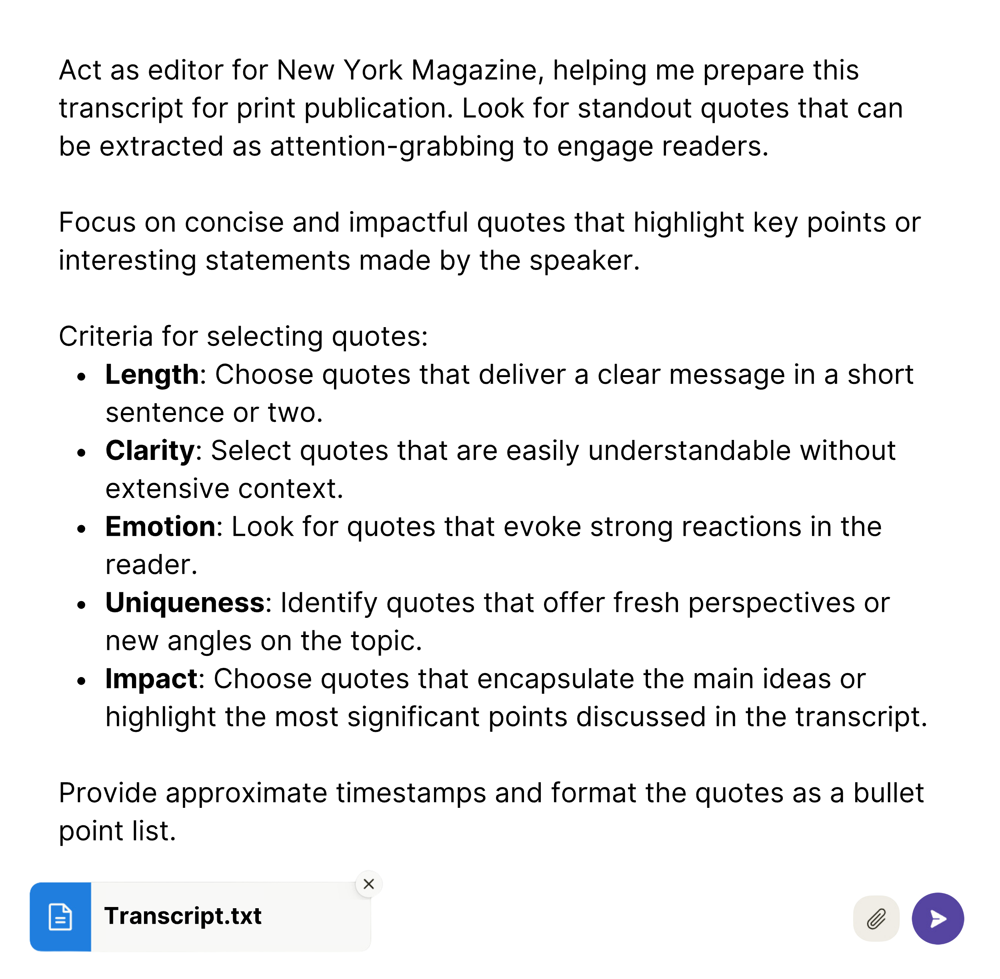 Act as editor for New York Magazine, helping me prepare this
transcript for print publication. Look for standout quotes that can
be extracted as attention-grabbing to engage readers.
Focus on concise and impactful quotes that highlight key points or
interesting statements made by the speaker.
Criteria for selecting quotes:
• Length: Choose quotes that deliver a clear message in a short
sentence or two.
• Clarity: Select quotes that are easily understandable without
extensive context.
• Emotion: Look for quotes that evoke strong reactions in the
reader.
• Uniqueness: Identify quotes that offer fresh perspectives or
new angles on the topic.
• Impact: Choose quotes that encapsulate the main ideas or
highlight the most significant points discussed in the transcript.
Provide approximate timestamps and format the quotes as a bullet
point list.
Transcript.txt